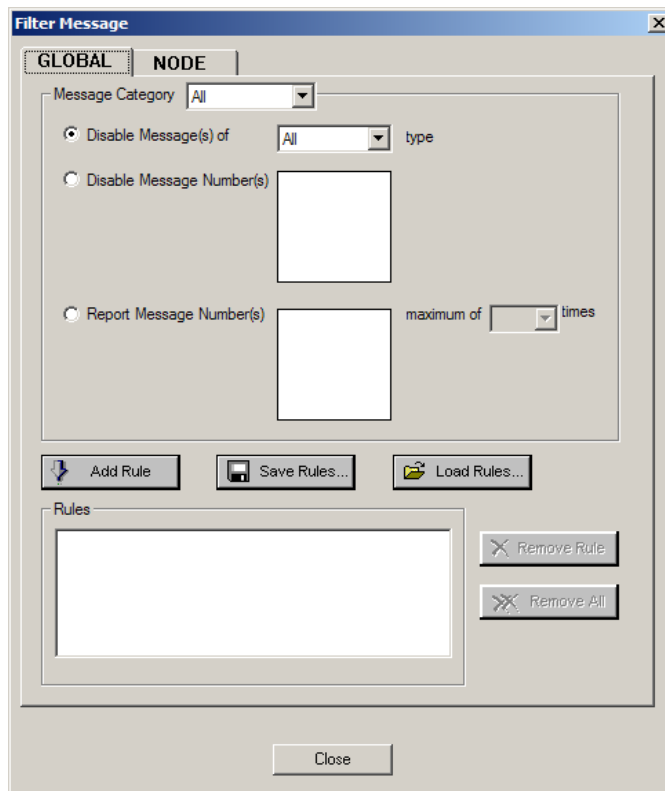 Filter Message
GLOBAL NODE
Message Category All
Disable Message(s) of All type
Disable Message Number(s)
Report Message Number(s) maximum of times
Add Rule Save Rules... Load Rules...
Rules
Remove Rule
Remove All
Close